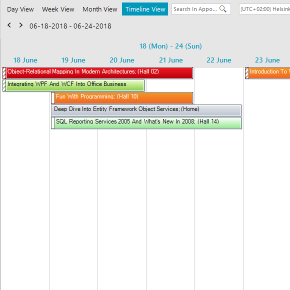 Day View Week View Month View Timeline View Search In Appo... (UTC+02:00) Helsink
06-18-2018 - 06-24-2018
18 (Mon) - 24 (Sun)
18 June 19 June 20 June 21 June 22 June 23 June
Object-Relational Mapping In Modern Architectures; (Hall 02) Introduction To
Integrating WPF And WCF Into Office Business
Fun With Programming; (Hall 10)
Deep Dive Into Entity Framework Object Services; (Home)
SQL Reporting Services 2005 And What's New In 2008; (Hall 14)